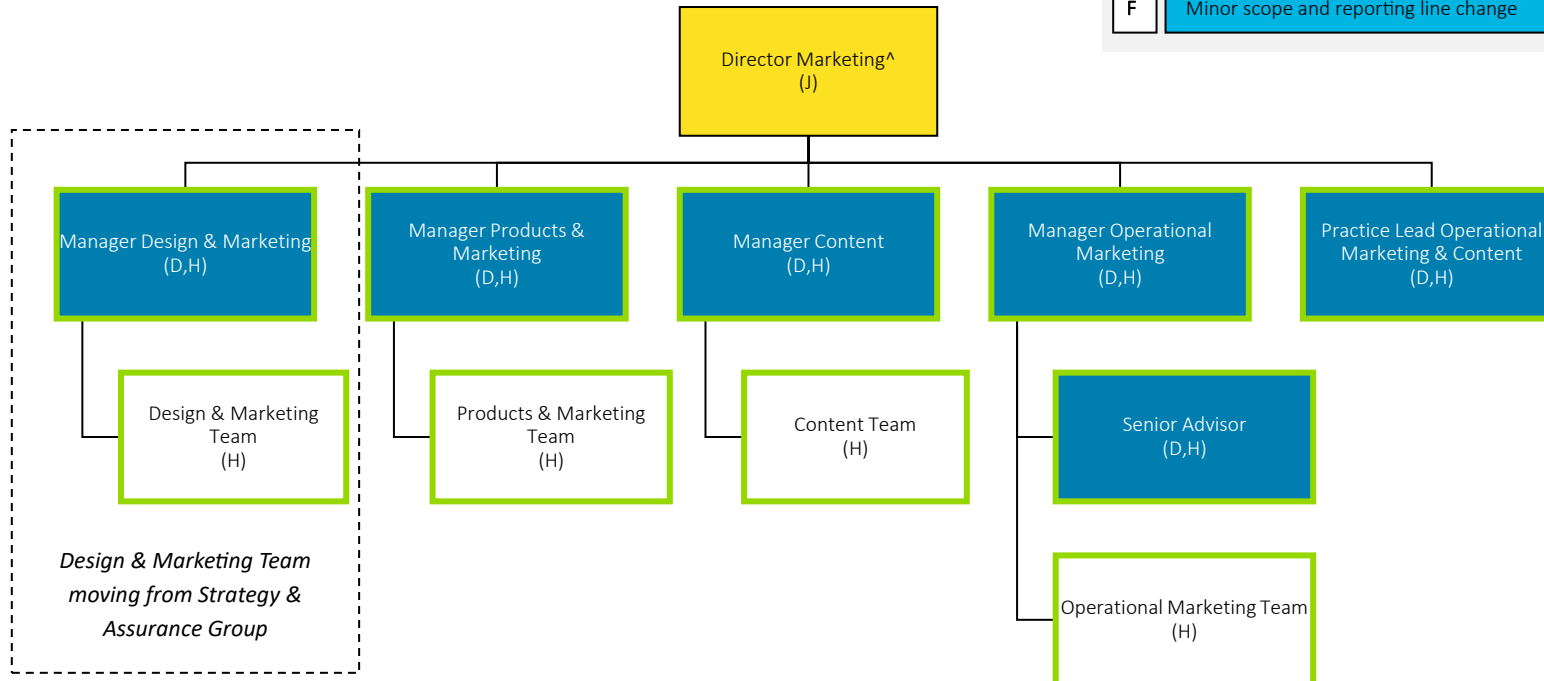 F
Minor scope and reporting line change
Director Marketing^
(J)
Manager Design & Marketing
(D,H)
Manager Products &
Marketing
(D,H)
Manager Content
(D,H)
Manager Operational
Marketing
(D,H)
Practice Lead Operational
Marketing & Content
(D,H)
Design & Marketing
Team
(H)
Products & Marketing
Team
(H)
Content Team
(H)
Senior Advisor
(D,H)
Design & Marketing Team
moving from Strategy &
Assurance Group
Operational Marketing Team
(H)